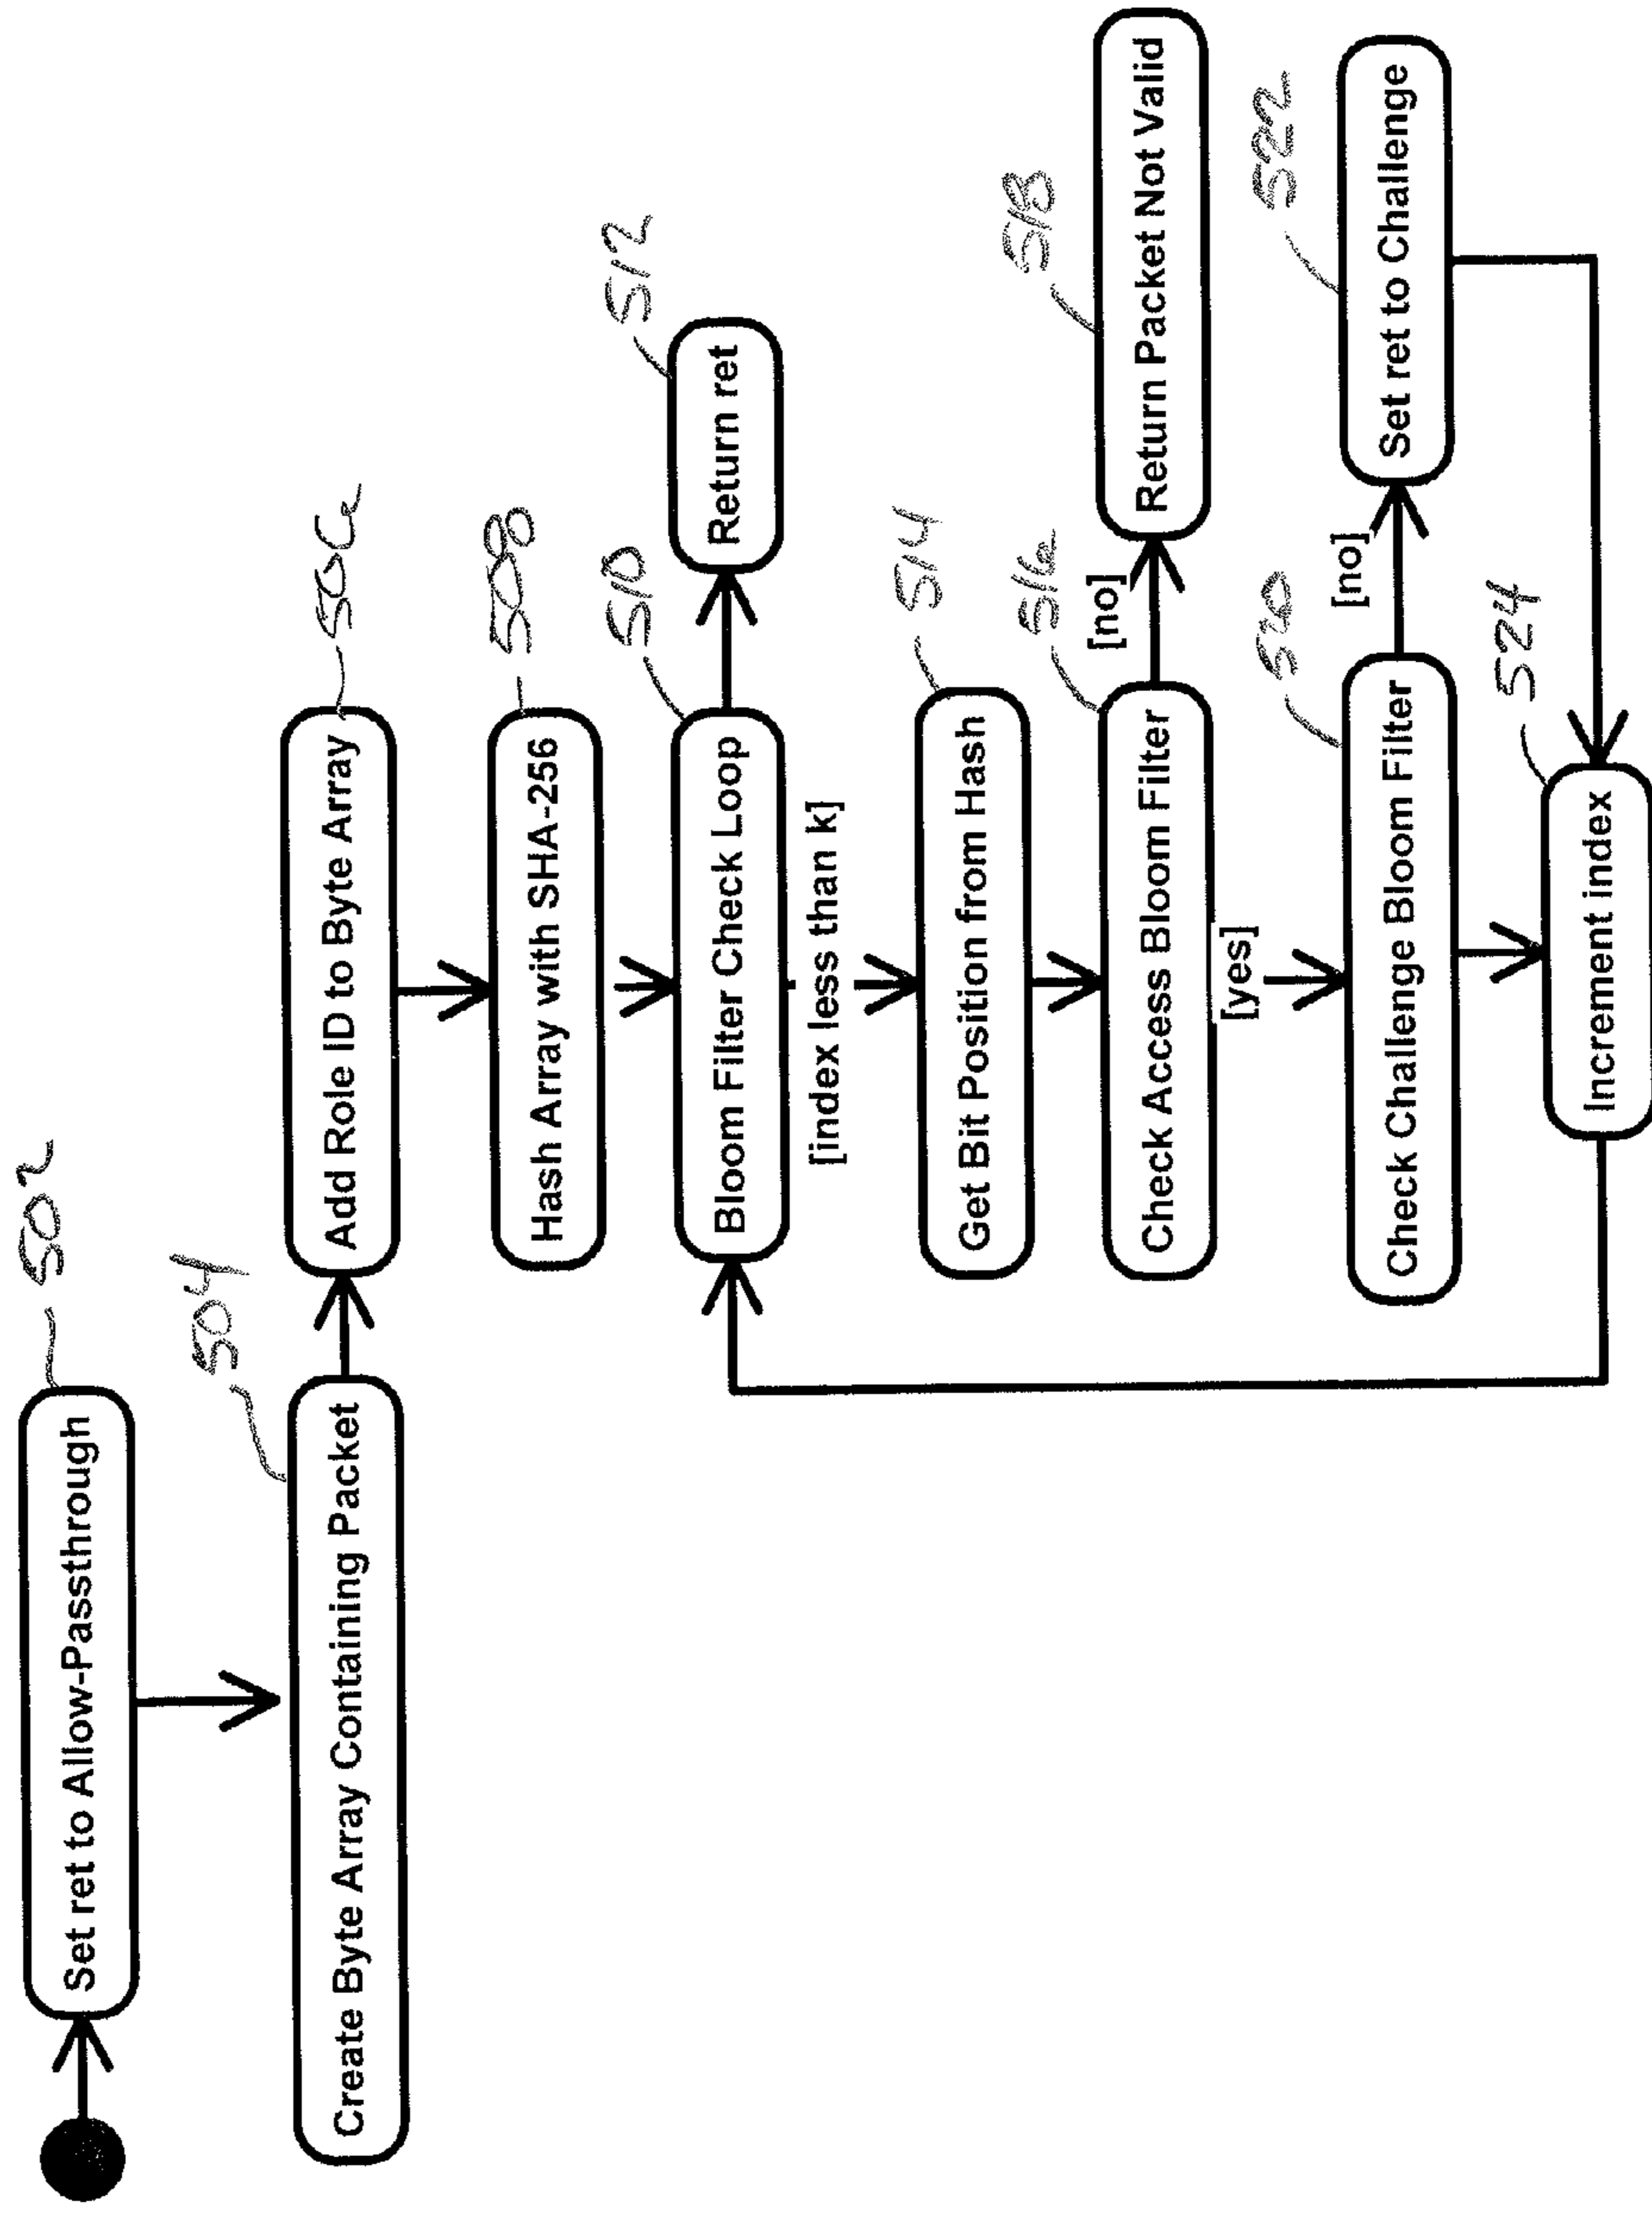 502
Set ret to Allow-Passthrough
504
Create Byte Array Containing Packet
506
Add Role ID to Byte Array
508
Hash Array with SHA-256
510
Bloom Filter Check Loop
512
Return ret
[index less than k]
514
Get Bit Position from Hash
516
Check Access Bloom Filter
[no]
518
Return Packet Not Valid
[yes]
520
Check Challenge Bloom Filter
[no]
522
Set ret to Challenge
524
Increment index